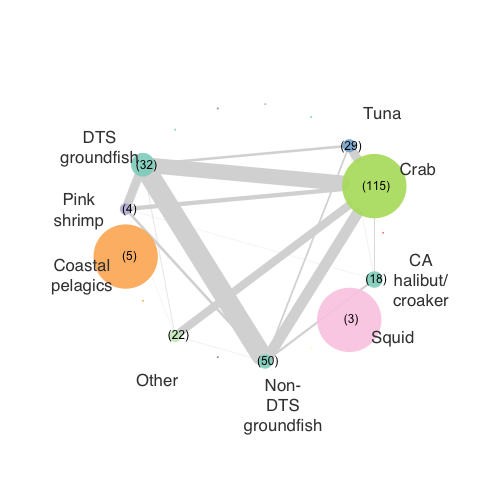 Tuna
DTS
groundfish
(32)
(29)
Crab
(115)
Pink
shrimp
(4)
Coastal
pelagics
(5)
CA
halibut/
croaker
(18)
(3)
Squid
(22)
Other
(50)
Non-
DTS
groundfish